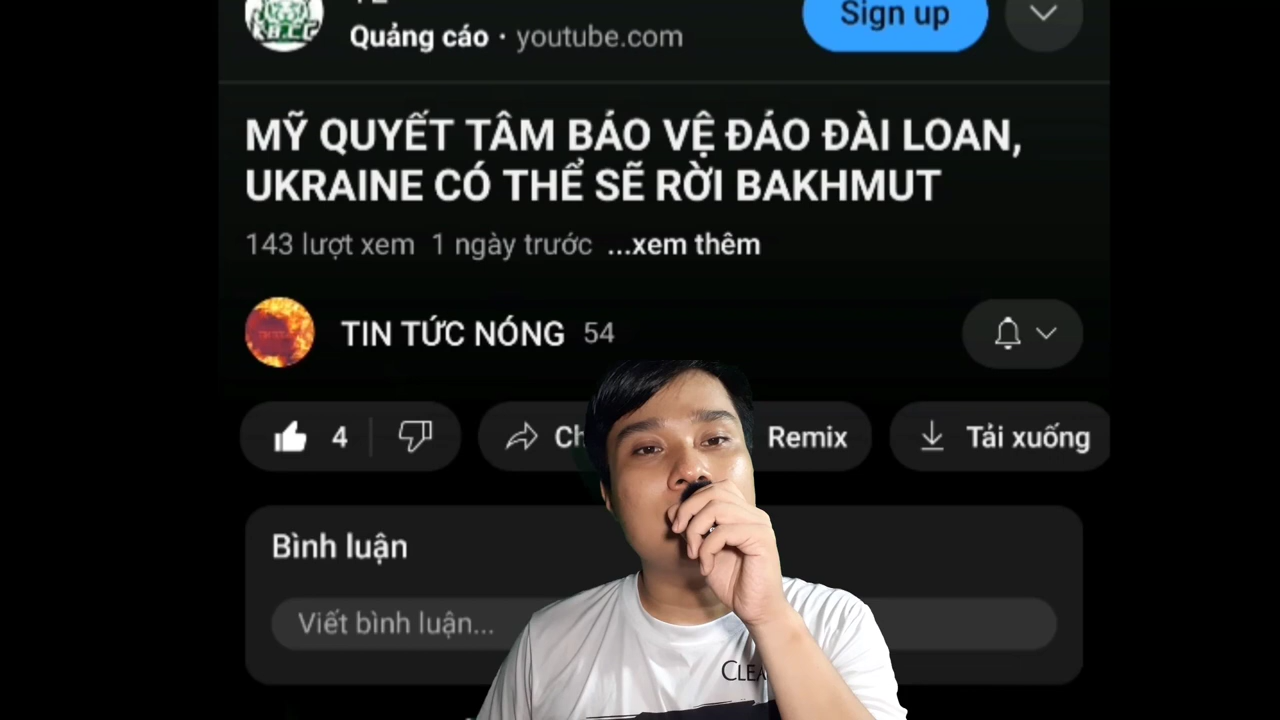 Sign up
Quảng cáo · youtube.com
MỸ QUYẾT TÂM BẢO VỆ ĐẢO ĐÀI LOAN,
UKRAINE CÓ THỂ SẼ RỜI BAKHMUT
143 lượt xem 1 ngày trước ...xem thêm
TIN TỨC NÓNG 54
4 Ch Remix Tải xuống
Bình luận
Viết bình luận...
CLEA